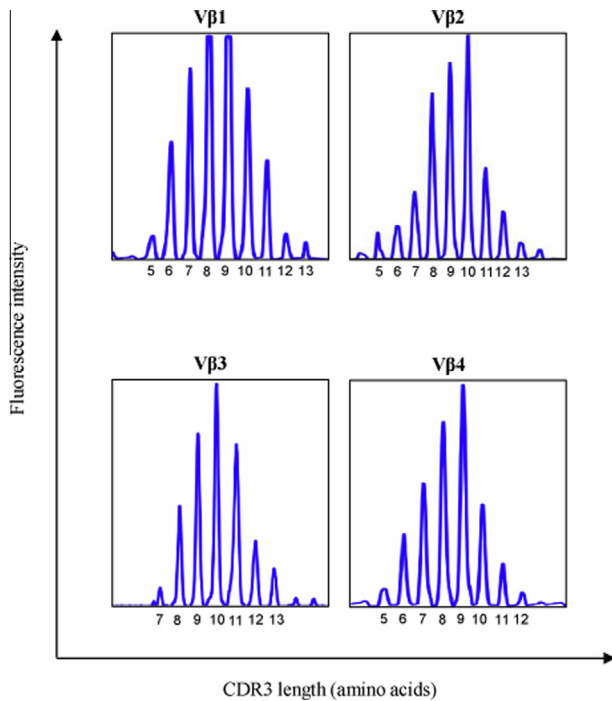 Vβ1 Vβ2
5 6 7 8 9 10 11 12 13 5 6 7 8 9 10 11 12 13
Fluorescence intensity
Vβ3 Vβ4
7 8 9 10 11 12 13 5 6 7 8 9 10 11 12
CDR3 length (amino acids)